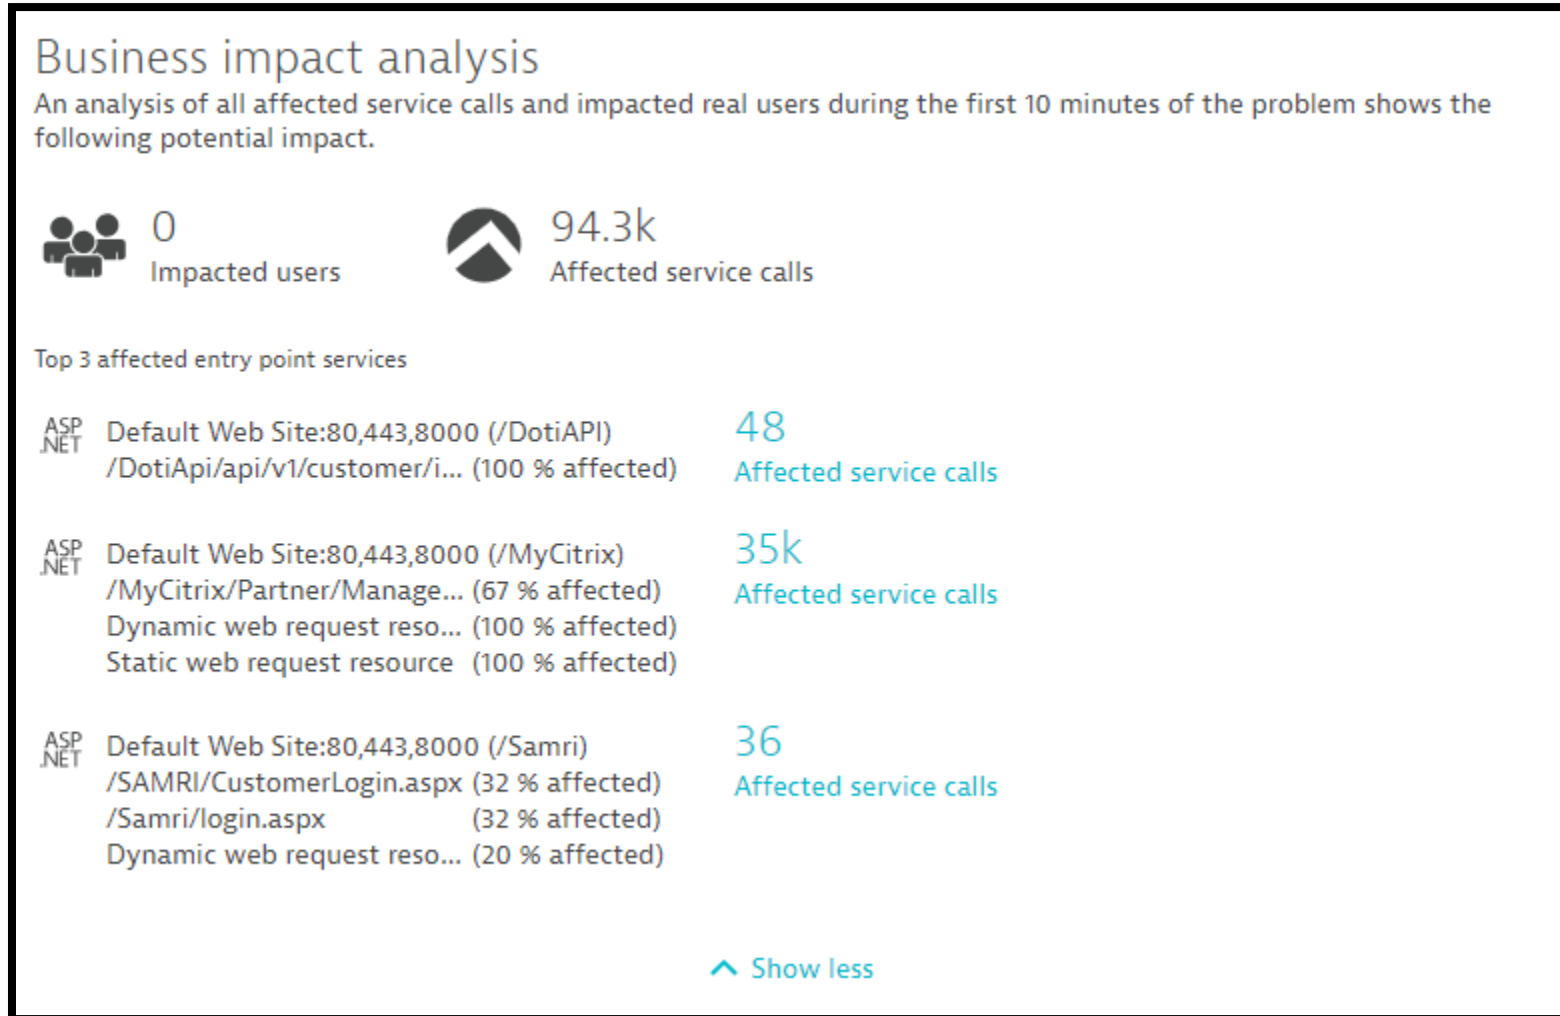 Business impact analysis
An analysis of all affected service calls and impacted real users during the first 10 minutes of the problem shows the
following potential impact.
0
Impacted users
94.3k
Affected service calls
Top 3 affected entry point services
ASP
.NET
Default Web Site:80,443,8000 (/DotiAPI)
/DotiApi/api/v1/customer/i... (100 % affected)
48
Affected service calls
ASP
.NET
Default Web Site:80,443,8000 (/MyCitrix)
/MyCitrix/Partner/Manage... (67 % affected)
Dynamic web request reso... (100 % affected)
Static web request resource (100 % affected)
35k
Affected service calls
ASP
.NET
Default Web Site:80,443,8000 (/Samri)
/SAMRI/CustomerLogin.aspx (32 % affected)
/Samri/login.aspx (32 % affected)
Dynamic web request reso... (20 % affected)
36
Affected service calls
Show less